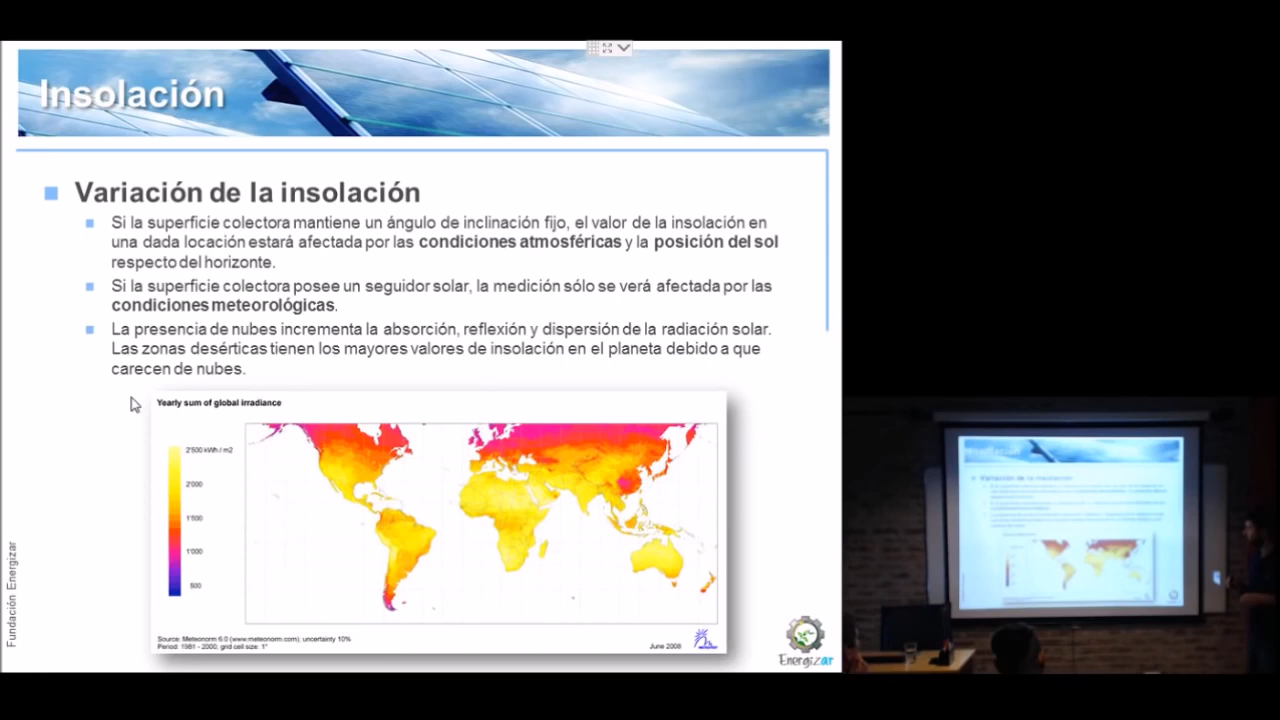 Insolación
Variación de la insolación
Si la superficie colectora mantiene un ángulo de inclinación fijo, el valor de la insolación en
una dada locación estará afectada por las condiciones atmosféricas y la posición del sol
respecto del horizonte.
Si la superficie colectora posee un seguidor solar, la medición sólo se verá afectada por las
condiciones meteorológicas.
La presencia de nubes incrementa la absorción, reflexión y dispersión de la radiación solar.
Las zonas desérticas tienen los mayores valores de insolación en el planeta debido a que
carecen de nubes.
Yearly sum of global irradiance
2'500 kWh / m2
2'000
1'500
1'000
500
Source: Meteonorm 6.0 (www.meteonorm.com); uncertainty 10%
Period: 1981 - 2000; grid cell size: 1°
June 2008
Fundación Energizar
Energizar
Variación de la insolación